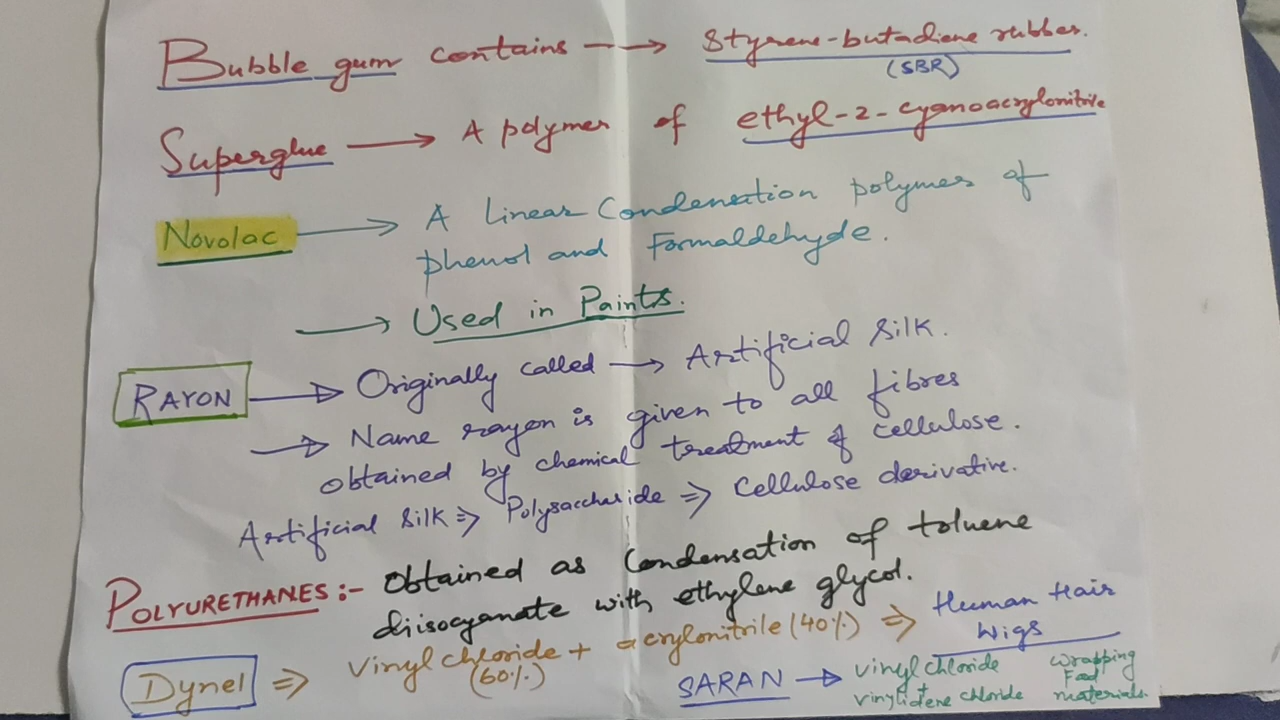 Bubble gum contains → Styrene-butadiene rubber.
(SBR)
Superglue → A polymer of ethyl-2-cyanoacrylonitrile
Novolac → A Linear Condensation polymer of
phenol and Formaldehyde.
→ Used in Paints.
RAYON → Originally called → Artificial Silk.
→ Name rayon is given to all fibres
obtained by chemical treatment of cellulose.
Artificial Silk ⇒ Polysaccharide ⇒ Cellulose derivative.
POLYURETHANES:- Obtained as Condensation of toluene
diisocyanate with ethylene glycol.
Dynel ⇒ Vinyl chloride + acrylonitrile (40%) ⇒ Human Hair
(60%) Wigs
SARAN → vinyl chloride wrapping
+ Food
vinylidene chloride materials.